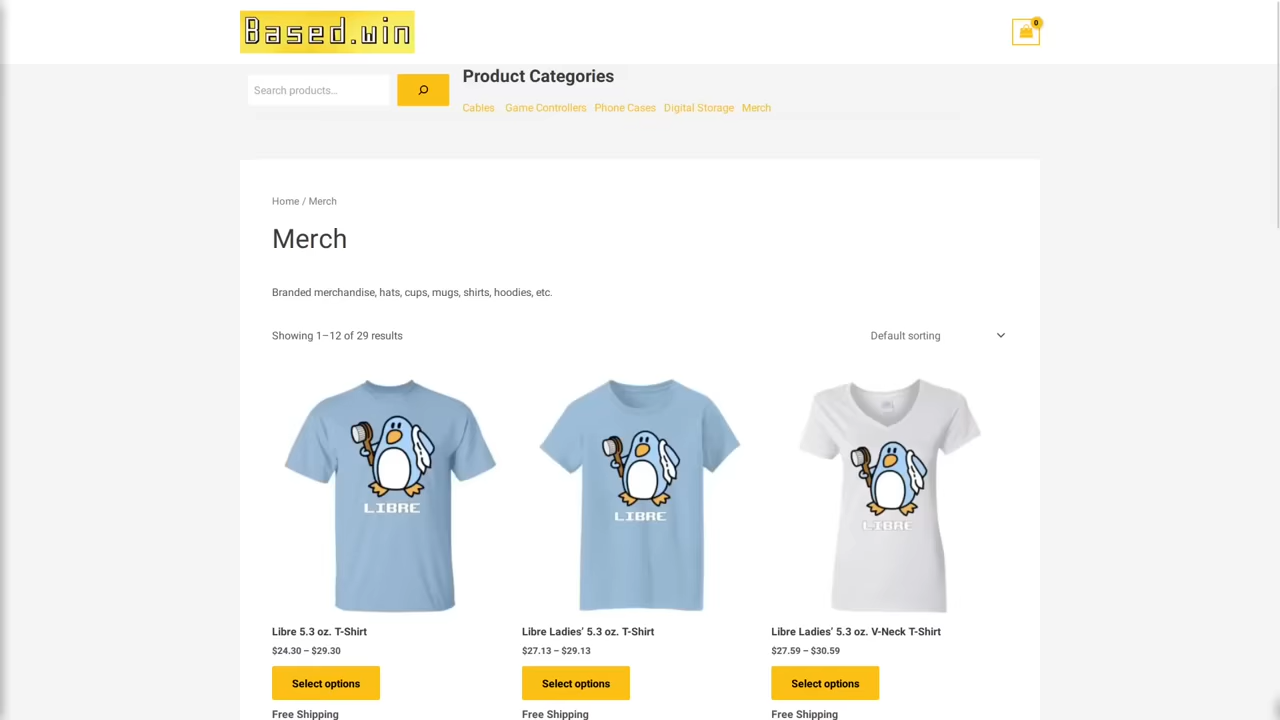 Based.win
0
Search products…
Product Categories
Cables Game Controllers Phone Cases Digital Storage Merch
Home / Merch
Merch
Branded merchandise, hats, cups, mugs, shirts, hoodies, etc.
Showing 1–12 of 29 results
Default sorting
LIBRE
LIBRE
LIBRE
Libre 5.3 oz. T-Shirt
$24.30 – $29.30
Select options
Free Shipping
Libre Ladies’ 5.3 oz. T-Shirt
$27.13 – $29.13
Select options
Free Shipping
Libre Ladies’ 5.3 oz. V-Neck T-Shirt
$27.59 – $30.59
Select options
Free Shipping